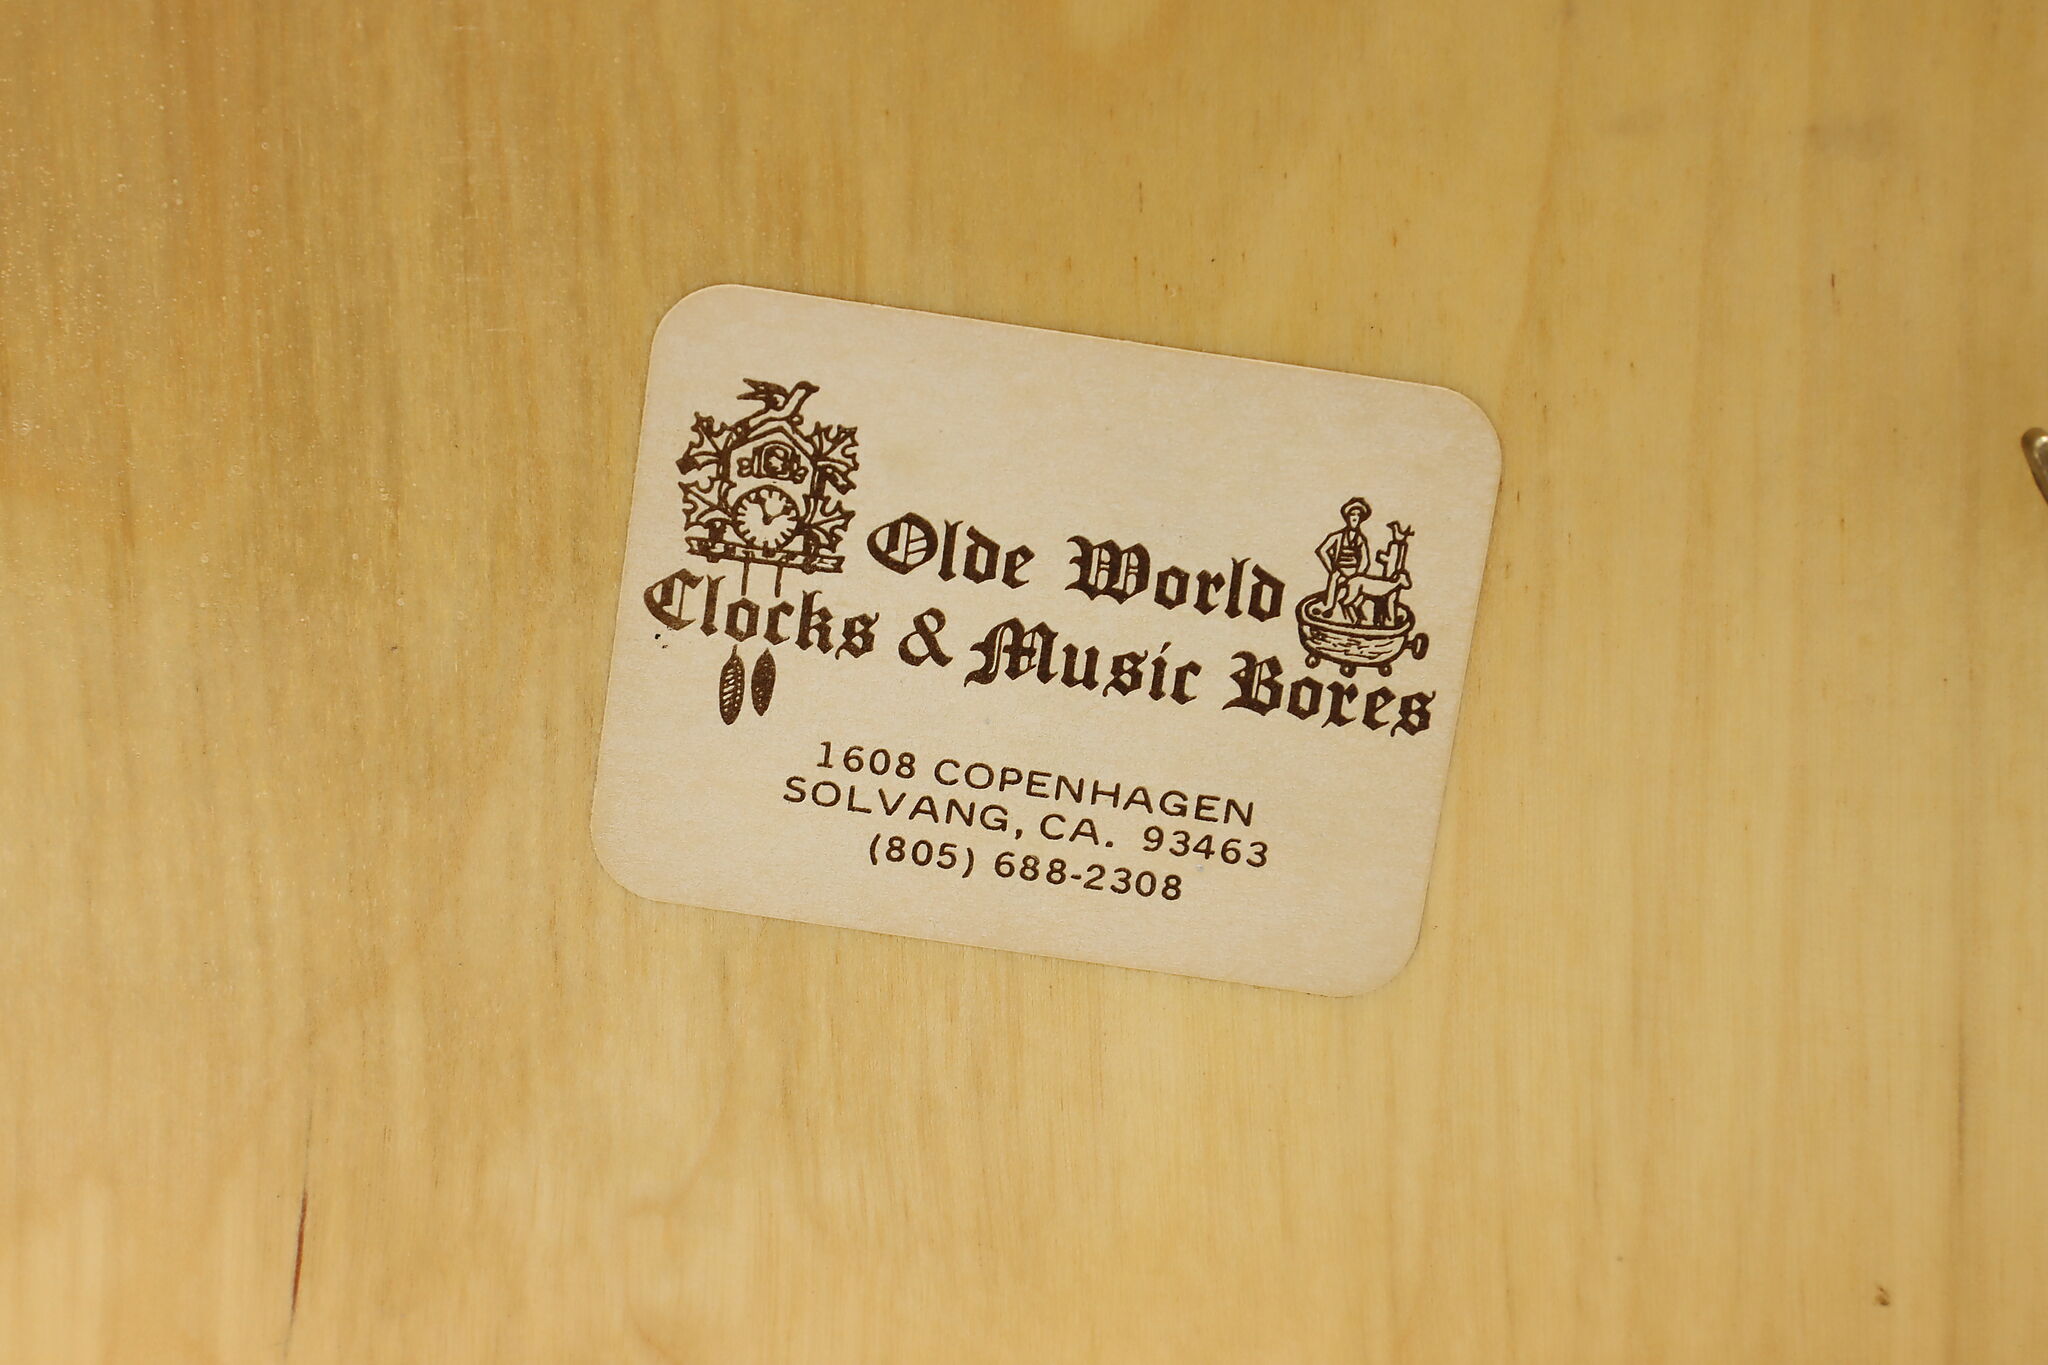 Olde World
Clocks & Music Boxes
1608 COPENHAGEN
SOLVANG, CA. 93463
(805) 688-2308